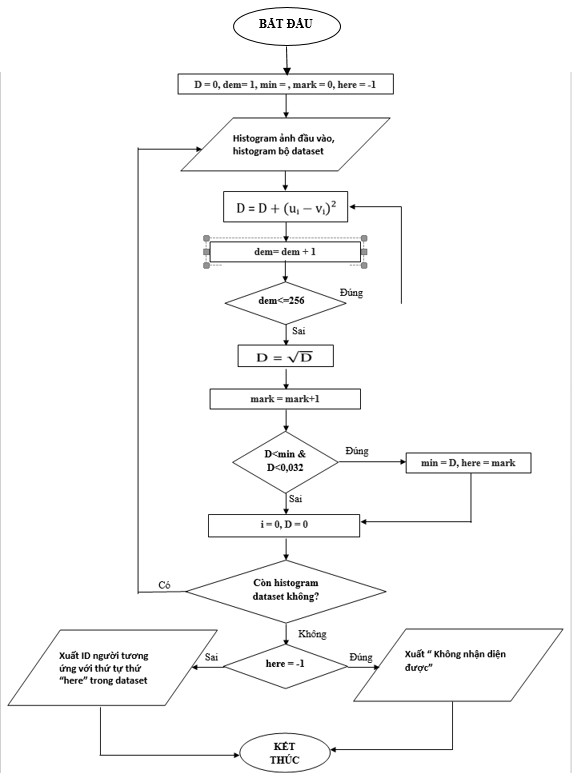 BẮT ĐẦU
D = 0, dem= 1, min = , mark = 0, here = -1
Histogram ảnh đầu vào,
histogram bộ dataset
D = D + (u₁ − v₁)²
dem= dem + 1
dem<=256
Đúng
Sai
D = √D
mark = mark+1
D<min &
D<0,032
Đúng
min = D, here = mark
Sai
i = 0, D = 0
Còn histogram
dataset không?
Có
Không
here = -1
Sai
Đúng
Xuất ID người tương
ứng với thứ tự thứ
“here” trong dataset
Xuất “ Không nhận diện
được”
KẾT
THÚC